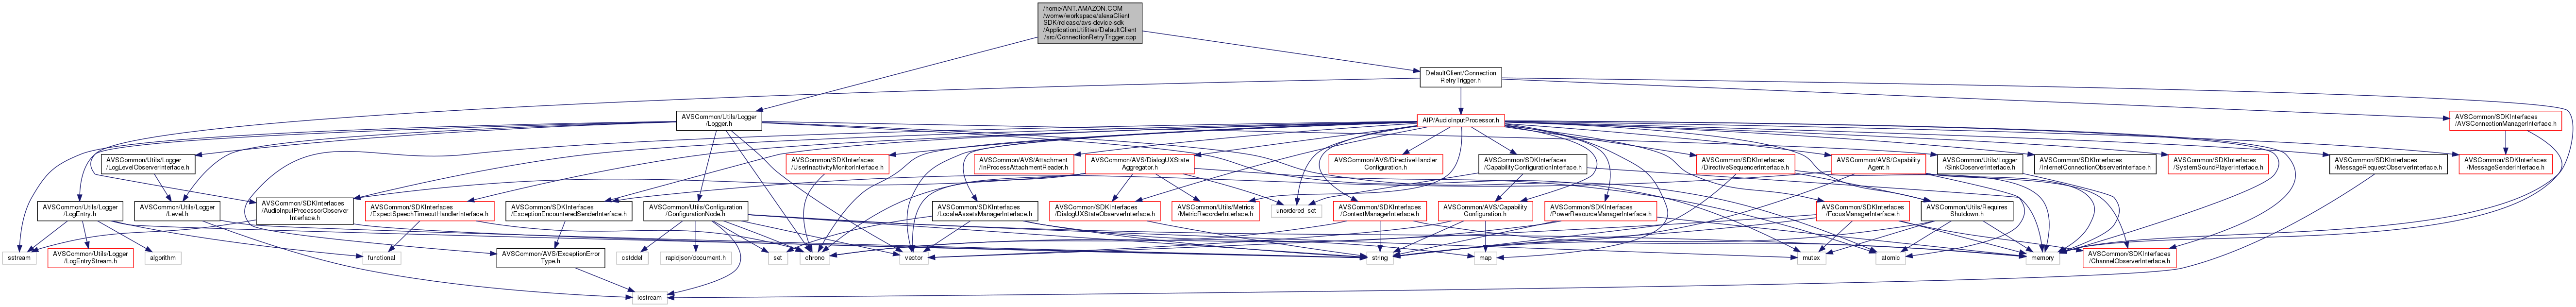 /home/ANT.AMAZON.COM
/womw/workspace/alexaClient
SDK/release/avs-device-sdk
/ApplicationUtilities/DefaultClient
/src/ConnectionRetryTrigger.cpp
DefaultClient/Connection
RetryTrigger.h
AVSCommon/Utils/Logger
/Logger.h
AIP/AudioInputProcessor.h
AVSCommon/SDKInterfaces
/AVSConnectionManagerInterface.h
AVSCommon/Utils/Logger
/LogLevelObserverInterface.h
AVSCommon/SDKInterfaces
/UserInactivityMonitorInterface.h
AVSCommon/AVS/Attachment
/InProcessAttachmentReader.h
AVSCommon/AVS/DialogUXState
Aggregator.h
AVSCommon/AVS/DirectiveHandler
Configuration.h
AVSCommon/SDKInterfaces
/CapabilityConfigurationInterface.h
AVSCommon/SDKInterfaces
/DirectiveSequencerInterface.h
AVSCommon/AVS/Capability
Agent.h
AVSCommon/Utils/Logger
/SinkObserverInterface.h
AVSCommon/SDKInterfaces
/InternetConnectionObserverInterface.h
AVSCommon/SDKInterfaces
/SystemSoundPlayerInterface.h
AVSCommon/SDKInterfaces
/MessageRequestObserverInterface.h
AVSCommon/SDKInterfaces
/MessageSenderInterface.h
AVSCommon/Utils/Logger
/LogEntry.h
AVSCommon/Utils/Logger
/Level.h
AVSCommon/SDKInterfaces
/AudioInputProcessorObserver
Interface.h
AVSCommon/SDKInterfaces
/ExpectSpeechTimeoutHandlerInterface.h
AVSCommon/SDKInterfaces
/ExceptionEncounteredSenderInterface.h
AVSCommon/Utils/Configuration
/ConfigurationNode.h
AVSCommon/SDKInterfaces
/LocaleAssetsManagerInterface.h
AVSCommon/SDKInterfaces
/DialogUXStateObserverInterface.h
AVSCommon/Utils/Metrics
/MetricRecorderInterface.h
unordered_set
AVSCommon/SDKInterfaces
/ContextManagerInterface.h
AVSCommon/AVS/Capability
Configuration.h
AVSCommon/SDKInterfaces
/PowerResourceManagerInterface.h
AVSCommon/SDKInterfaces
/FocusManagerInterface.h
AVSCommon/Utils/Requires
Shutdown.h
sstream
AVSCommon/Utils/Logger
/LogEntryStream.h
algorithm
functional
AVSCommon/AVS/ExceptionError
Type.h
cstddef
rapidjson/document.h
set
chrono
vector
string
map
mutex
atomic
memory
AVSCommon/SDKInterfaces
/ChannelObserverInterface.h
iostream